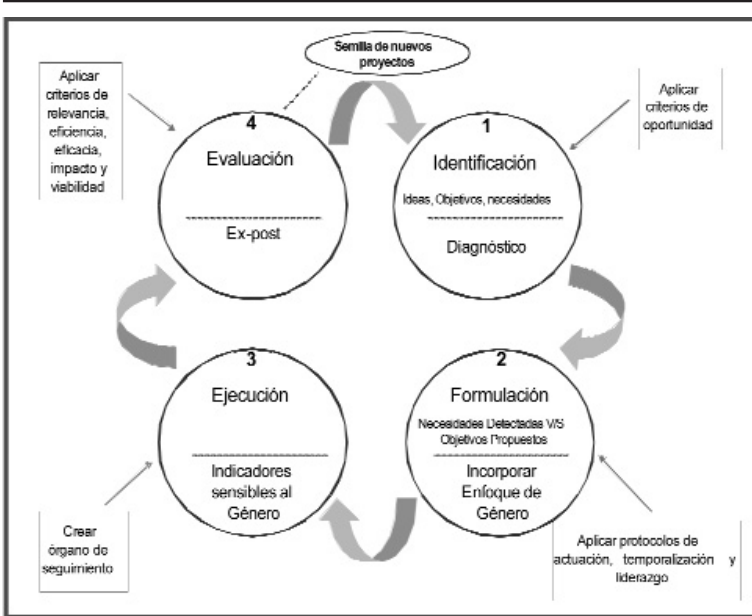 Semilla de nuevos
proyectos
Aplicar
criterios de
relevancia,
eficiencia,
eficacia,
impacto y
viabilidad
4
Evaluación
Ex-post
1
Identificación
Ideas, Objetivos, necesidades
Diagnóstico
Aplicar
criterios de
oportunidad
3
Ejecución
Indicadores
sensibles al
Género
2
Formulación
Necesidades Detectadas V/S
Objetivos Propuestos
Incorporar
Enfoque de
Género
Crear
órgano de
seguimiento
Aplicar protocolos de
actuación, temporalización y
liderazgo